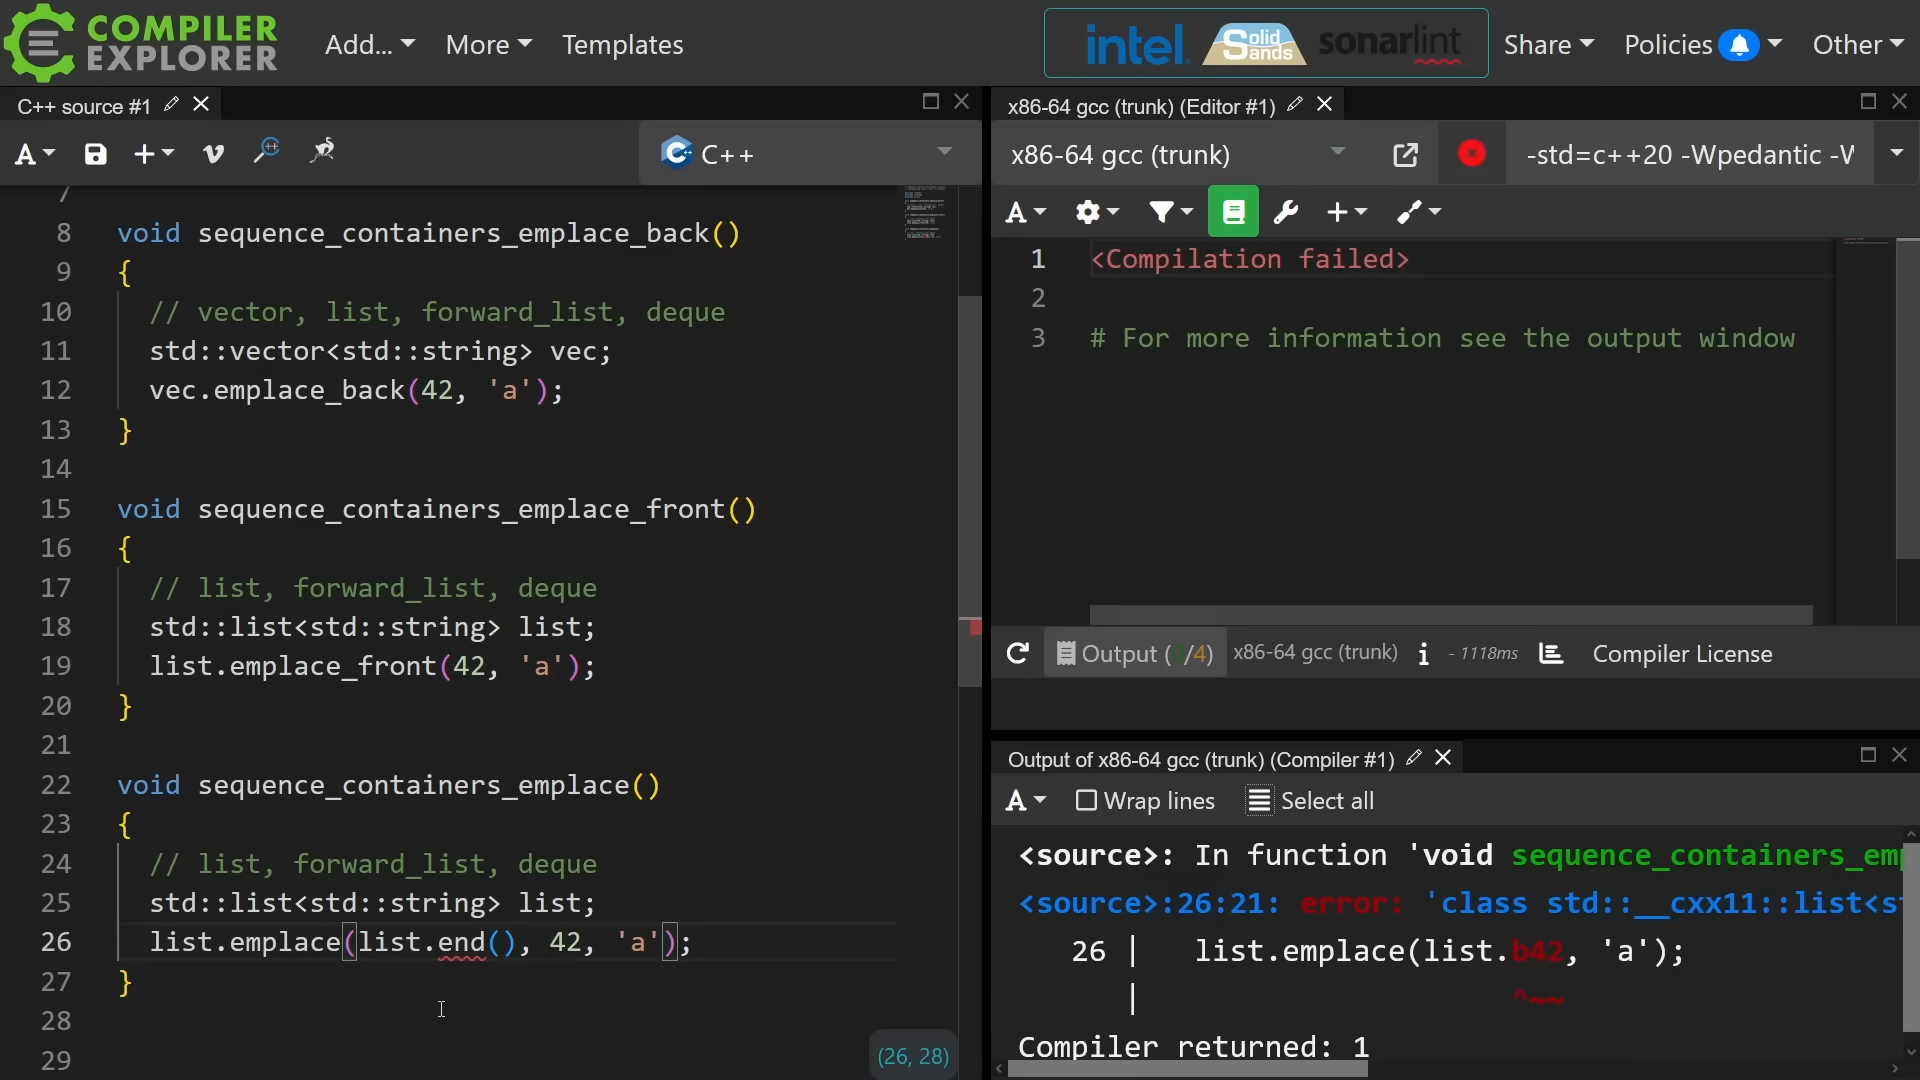 COMPILER
EXPLORER
Add...
More
Templates
intel.
Solid
Sands
sonarlint
Share
Policies
Other
C++ source #1
A
C++
7
8 void sequence_containers_emplace_back()
9 {
10 // vector, list, forward_list, deque
11 std::vector<std::string> vec;
12 vec.emplace_back(42, 'a');
13 }
14
15 void sequence_containers_emplace_front()
16 {
17 // list, forward_list, deque
18 std::list<std::string> list;
19 list.emplace_front(42, 'a');
20 }
21
22 void sequence_containers_emplace()
23 {
24 // list, forward_list, deque
25 std::list<std::string> list;
26 list.emplace(list.end(), 42, 'a');
27 }
28
29
(26, 28)
x86-64 gcc (trunk) (Editor #1)
x86-64 gcc (trunk)
-std=c++20 -Wpedantic -W
A
1 <Compilation failed>
2
3 # For more information see the output window
Output ( /4) x86-64 gcc (trunk) i - 1118ms Compiler License
Output of x86-64 gcc (trunk) (Compiler #1)
A Wrap lines Select all
<source>: In function 'void sequence_containers_emp
<source>:26:21: error: 'class std::__cxx11::list<s
26 | list.emplace(list.b42, 'a');
| ^~~
Compiler returned: 1